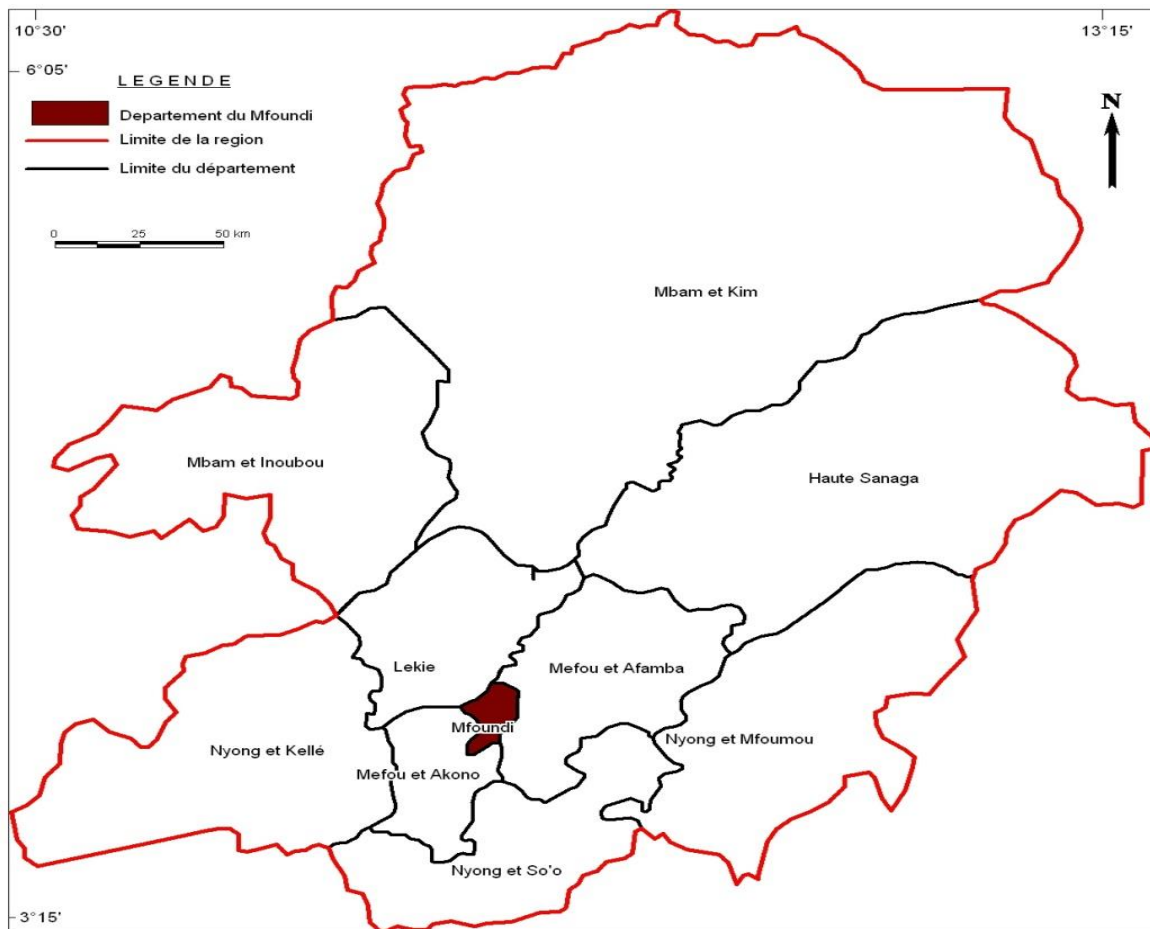 10°30'
13°15'
6°05'
LEGENDE
Departement du Mfoundi
Limite de la region
Limite du département
N
0 25 50 km
Mbam et Kim
Mbam et Inoubou
Haute Sanaga
Lekie
Mefou et Afamba
Mfoundi
Nyong et Mfoumou
Nyong et Kellé
Mefou et Akono
Nyong et So'o
3°15'